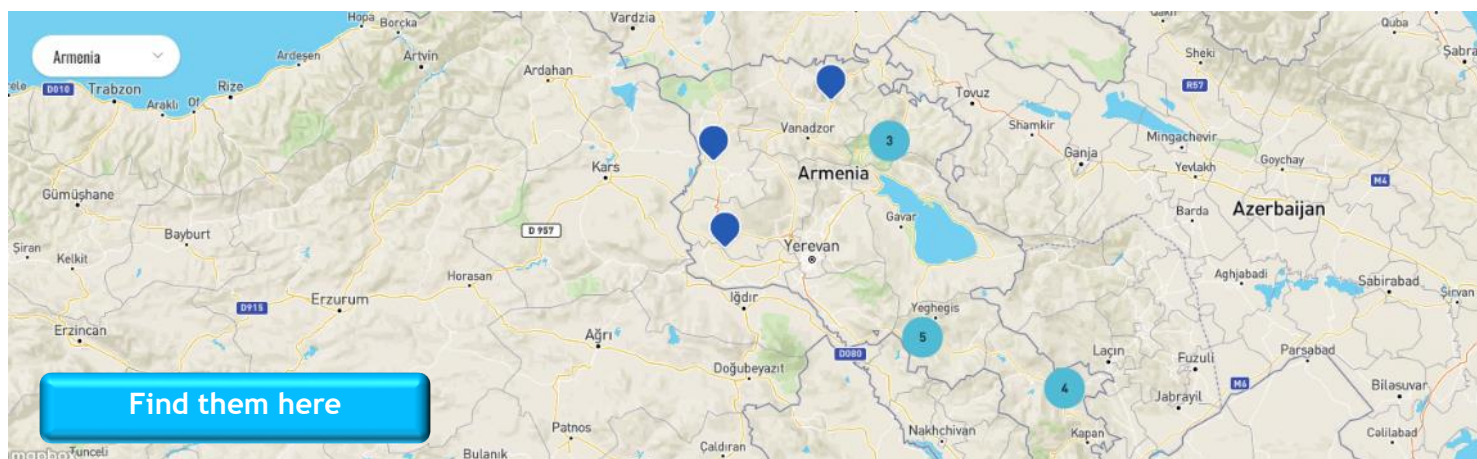 Armenia
Hopa
Borçka
Vardzia
Quba
Ardeşen
Artvin
Sheki
Ardahan
D010
Trabzon
Rize
R57
Araklı
Of
Tovuz
Vanadzor
3
Shamkir
Mingachevir
Ganja
Goychay
Kars
Armenia
Yevlakh
M4
Gümüşhane
Gavar
Barda
Azerbaijan
Bayburt
D 957
Yerevan
Şiran
Kelkit
Horasan
Aghjabadi
Sabirabad
Erzurum
Iğdır
Şirvan
D915
Yeghegis
Erzincan
Ağrı
5
D080
Laçın
Fuzuli
Parsabad
Doğubeyazıt
4
M6
Biləsuvar
Jabrayil
Find them here
Patnos
Nakhchivan
Kapan
Cəlilabad
Çaldıran
Bulanık
Tunceli
mapbox